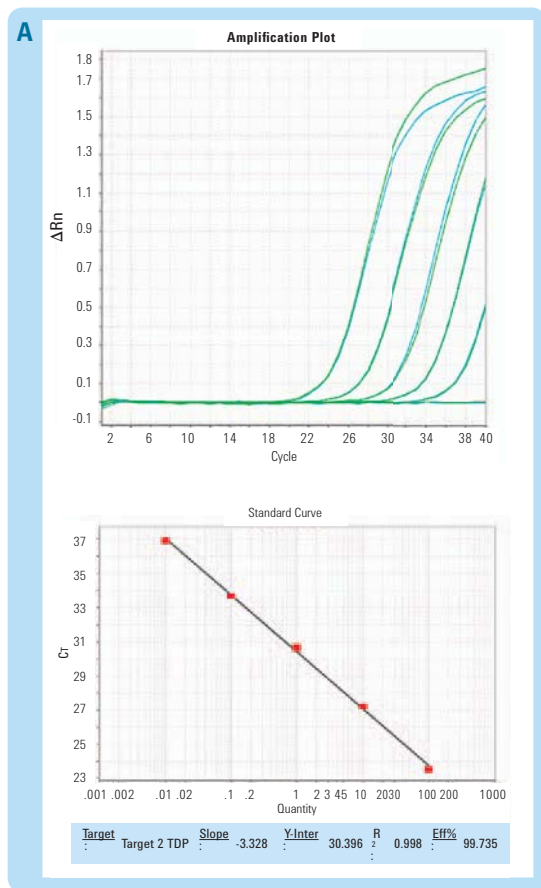 A
Amplification Plot
1.8
1.7
1.5
1.3
1.1
0.9
0.7
0.5
0.3
0.1
-0.1
ΔRn
2 6 10 14 18 22 26 30 34 38 40
Cycle
Standard Curve
37
35
33
31
29
27
25
23
CT
.001 .002 .01 .02 .1 .2 1 2 3 45 10 2030 100 200 1000
Quantity
Target : Target 2 TDP Slope : -3.328 Y-Inter : 30.396 R2 : 0.998 Eff% : 99.735